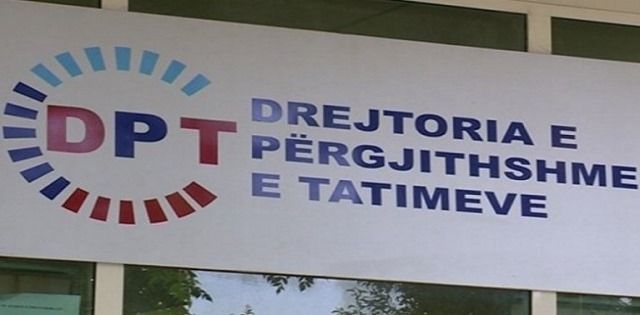 DPT
DREJTORIA E
PËRGJITHSHME
E TATIMEVE